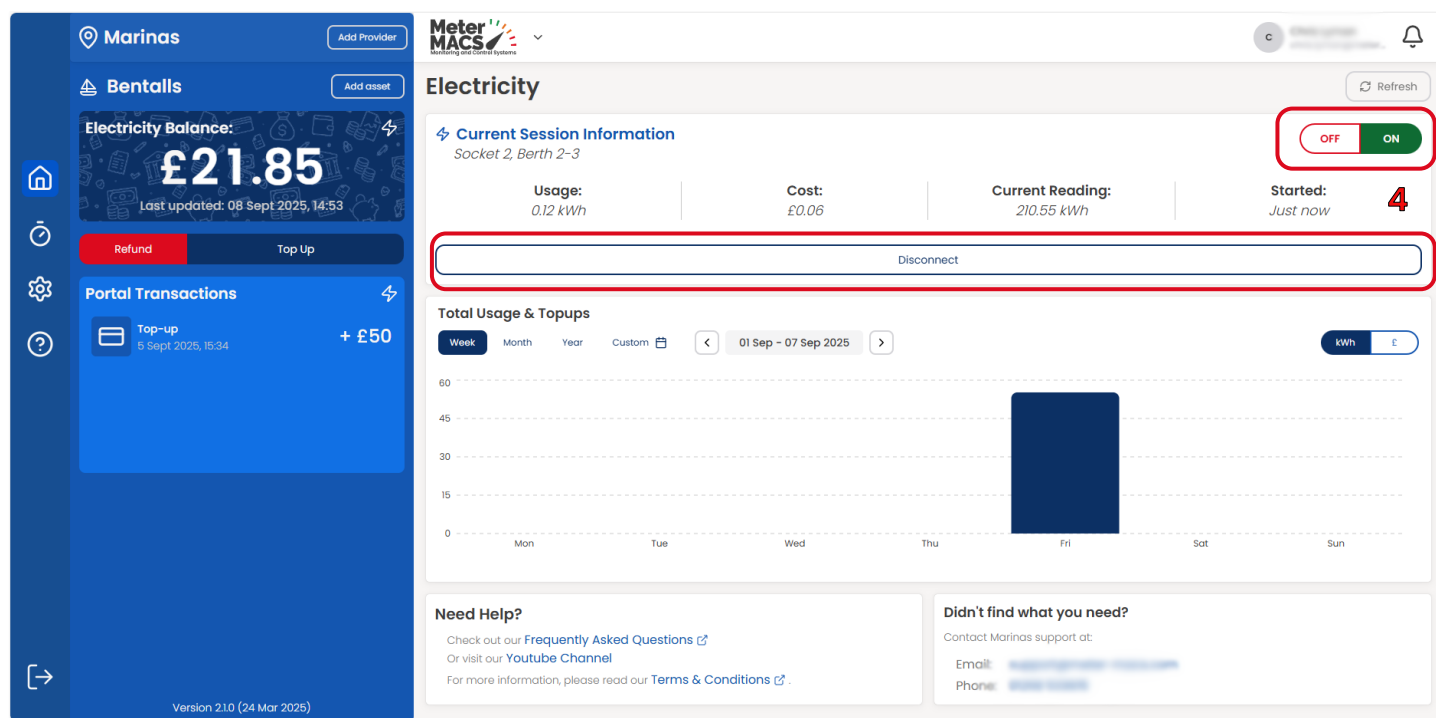 Marinas
Add Provider
Bentalls
Add asset
Electricity Balance:
£21.85
Last updated: 08 Sept 2025, 14:53
Refund
Top Up
Portal Transactions
Top-up
5 Sept 2025, 15:34
+ £50
Version 2.1.0 (24 Mar 2025)
Meter
MACS
Monitoring and Control Systems
C
Electricity
Refresh
Current Session Information
Socket 2, Berth 2-3
OFF
ON
Usage:
0.12 kWh
Cost:
£0.06
Current Reading:
210.55 kWh
Started:
Just now
4
Disconnect
Total Usage & Topups
Week
Month
Year
Custom
01 Sep - 07 Sep 2025
kWh
£
60
45
30
15
0
Mon
Tue
Wed
Thu
Fri
Sat
Sun
Need Help?
Check out our Frequently Asked Questions
Or visit our Youtube Channel
For more information, please read our Terms & Conditions .
Didn't find what you need?
Contact Marinas support at:
Email:
Phone: